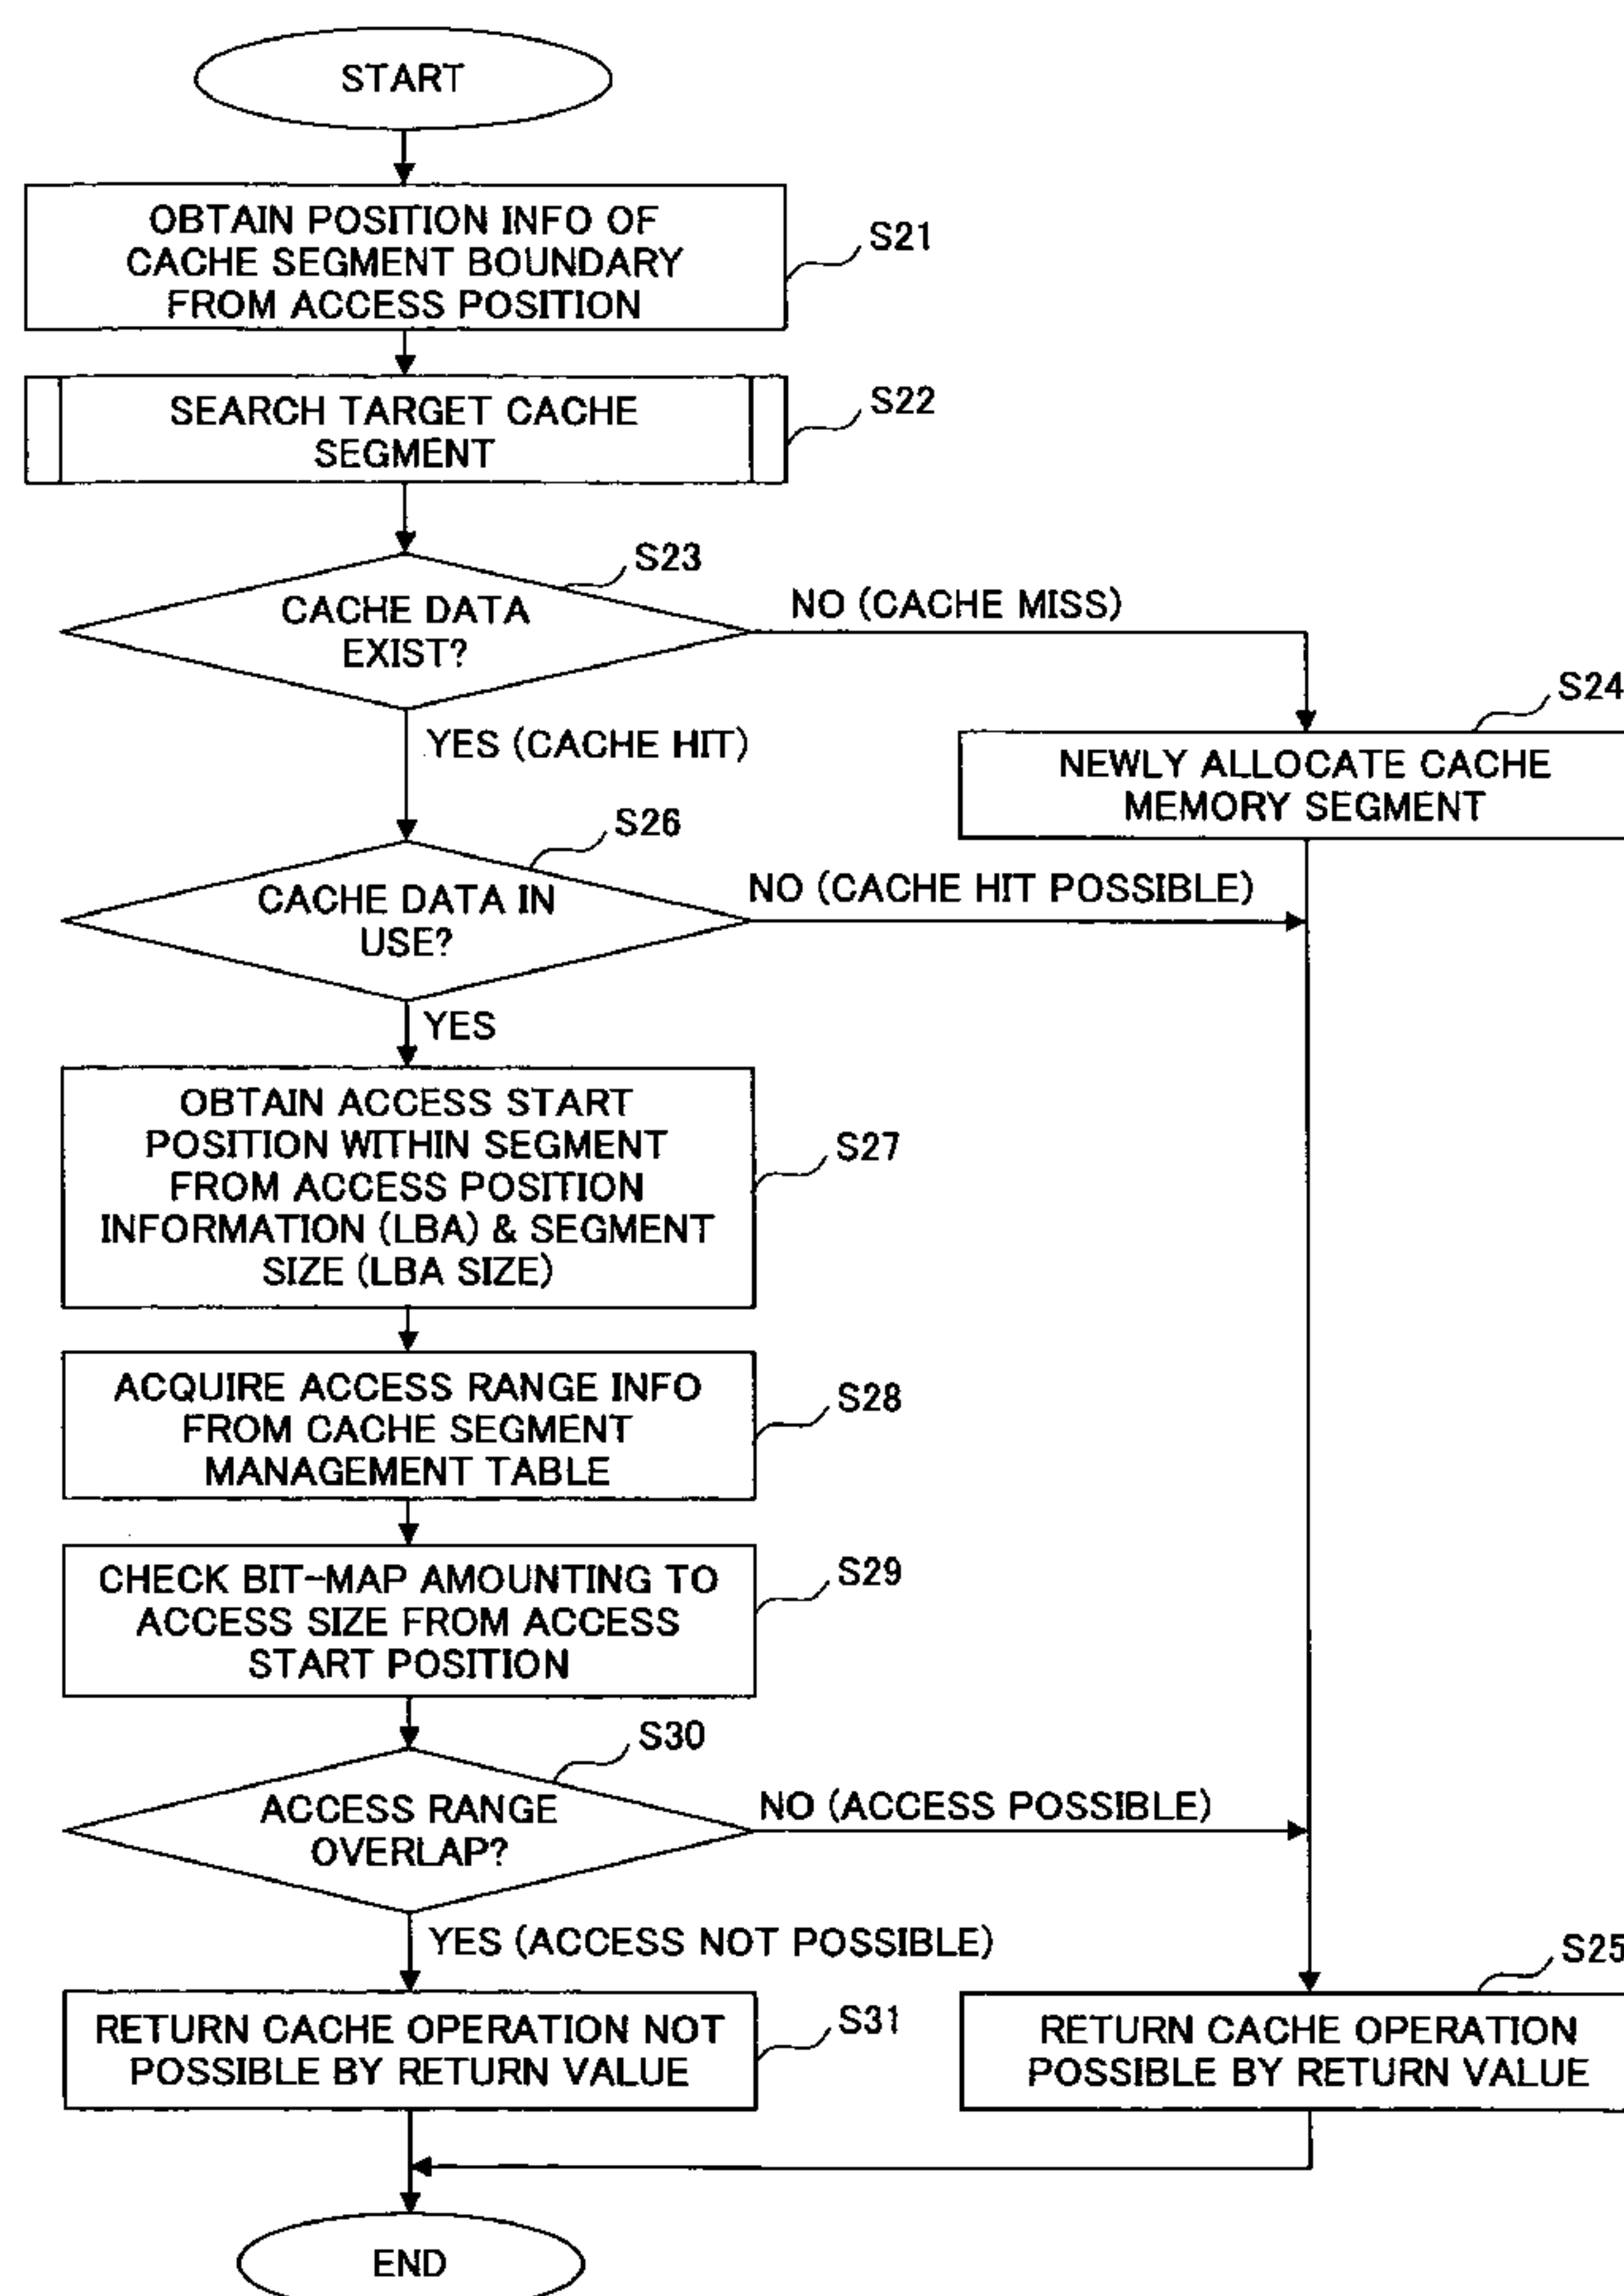 START
OBTAIN POSITION INFO OF
CACHE SEGMENT BOUNDARY
FROM ACCESS POSITION
S21
SEARCH TARGET CACHE
SEGMENT
S22
S23
CACHE DATA
EXIST?
NO (CACHE MISS)
YES (CACHE HIT)
S24
NEWLY ALLOCATE CACHE
MEMORY SEGMENT
S26
CACHE DATA IN
USE?
NO (CACHE HIT POSSIBLE)
YES
OBTAIN ACCESS START
POSITION WITHIN SEGMENT
FROM ACCESS POSITION
INFORMATION (LBA) & SEGMENT
SIZE (LBA SIZE)
S27
ACQUIRE ACCESS RANGE INFO
FROM CACHE SEGMENT
MANAGEMENT TABLE
S28
CHECK BIT-MAP AMOUNTING TO
ACCESS SIZE FROM ACCESS
START POSITION
S29
S30
ACCESS RANGE
OVERLAP?
NO (ACCESS POSSIBLE)
YES (ACCESS NOT POSSIBLE)
RETURN CACHE OPERATION NOT
POSSIBLE BY RETURN VALUE
S31
S25
RETURN CACHE OPERATION
POSSIBLE BY RETURN VALUE
END